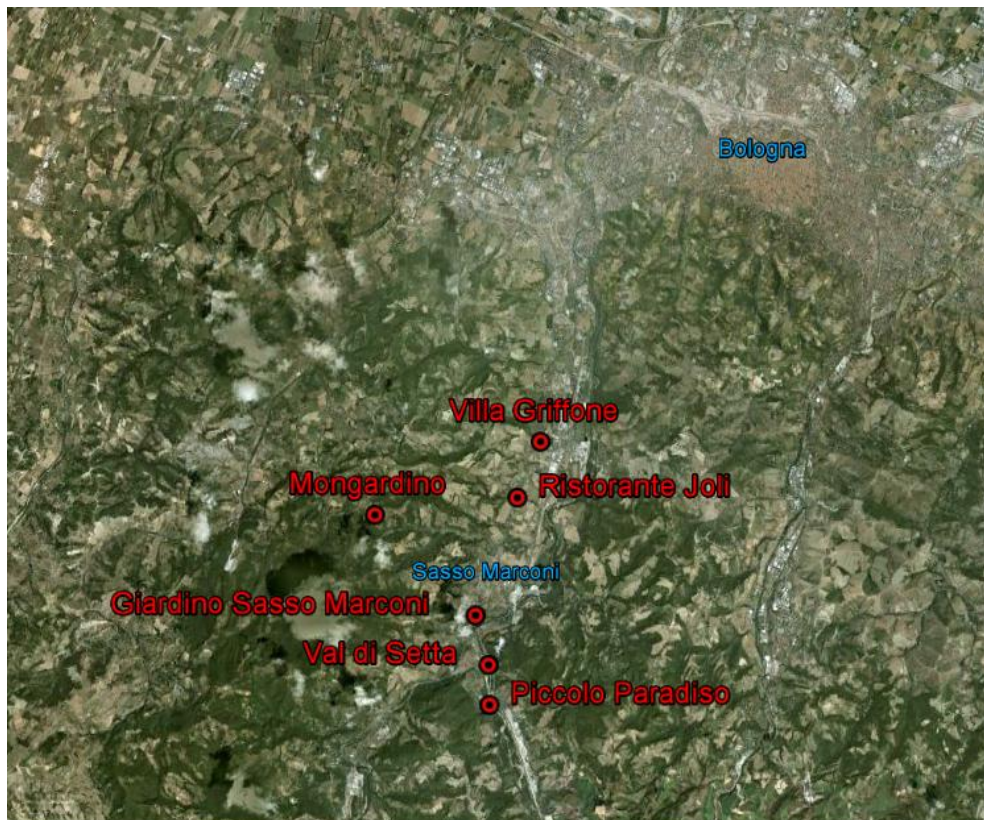 Bologna
Villa Griffone
Mongardino
Ristorante Joli
Sasso Marconi
Giardino Sasso Marconi
Val di Setta
Piccolo Paradiso